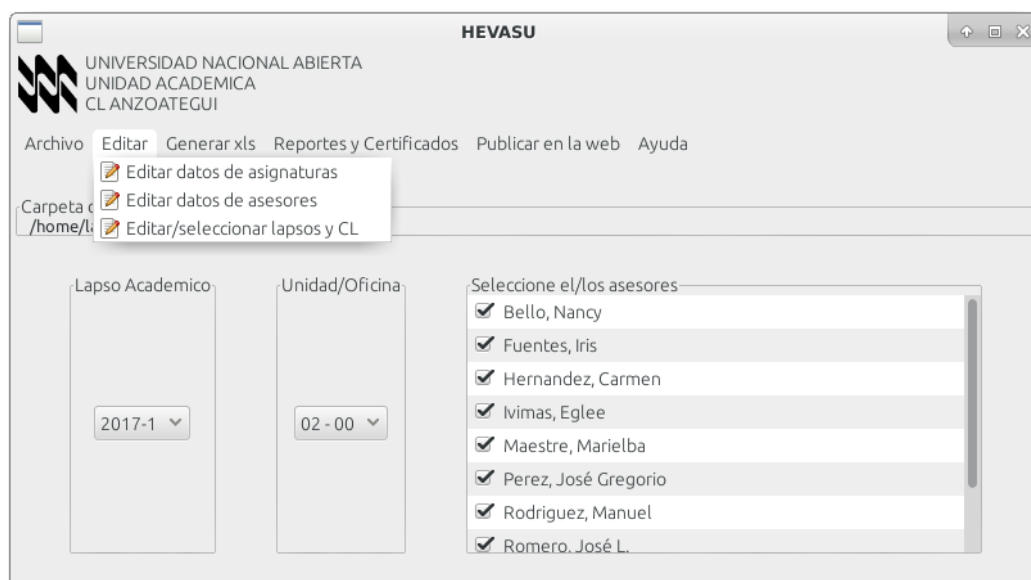 HEVASU
UNIVERSIDAD NACIONAL ABIERTA
UNIDAD ACADEMICA
CL ANZOATEGUI
Archivo Editar Generar xls Reportes y Certificados Publicar en la web Ayuda
Editar datos de asignaturas
Editar datos de asesores
Editar/seleccionar lapsos y CL
Carpeta
/home/
Lapso Academico
2017-1
Unidad/Oficina
02 - 00
Seleccione el/los asesores
Bello, Nancy
Fuentes, Iris
Hernandez, Carmen
Ivimas, Eglee
Maestre, Marielba
Perez, José Gregorio
Rodriguez, Manuel
Romero, José L.